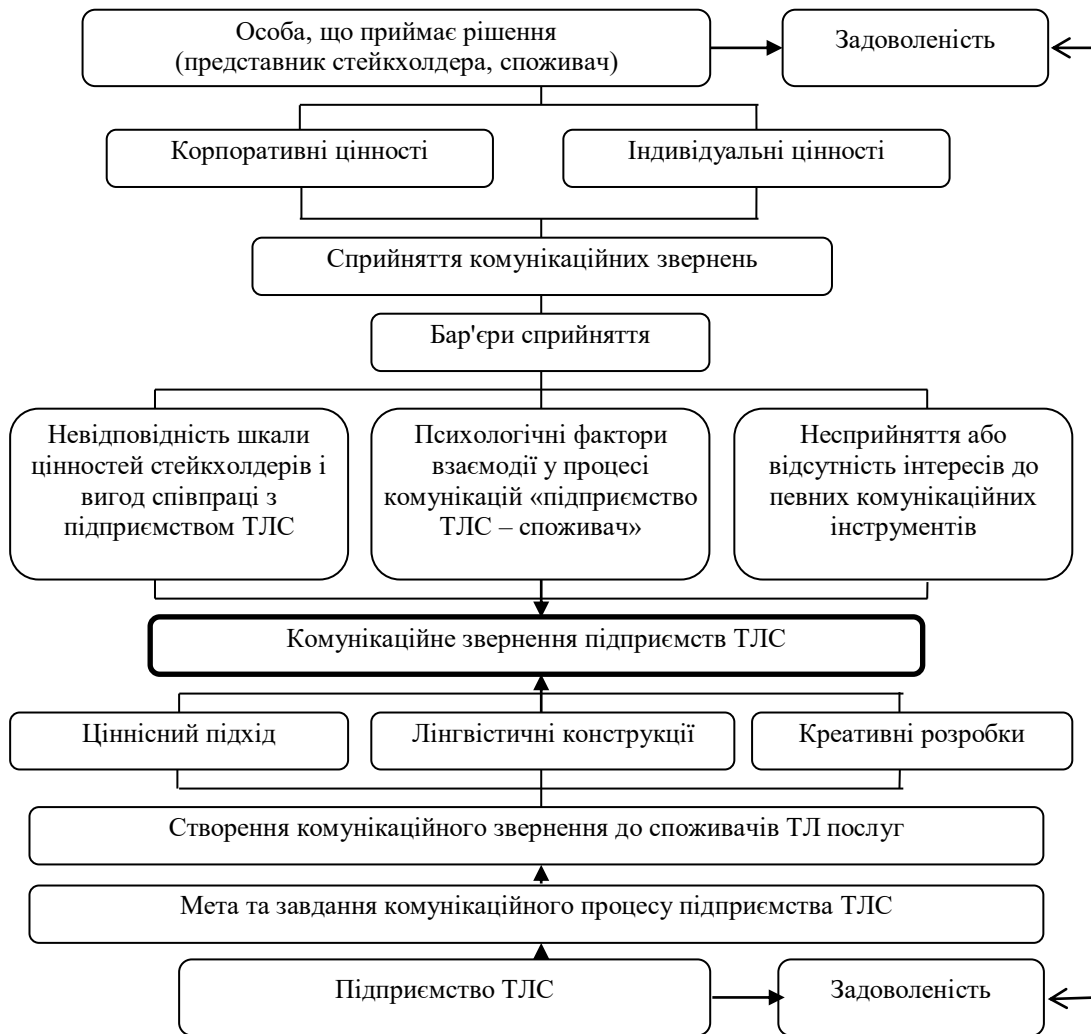 Особа, що приймає рішення
(представник стейкхолдера, споживач)
Задоволеність
Корпоративні цінності
Індивідуальні цінності
Сприйняття комунікаційних звернень
Бар'єри сприйняття
Невідповідність шкали
цінностей стейкхолдерів і
вигод співпраці з
підприємством ТЛС
Психологічні фактори
взаємодії у процесі
комунікацій «підприємство
ТЛС – споживач»
Несприйняття або
відсутність інтересів до
певних комунікаційних
інструментів
Комунікаційне звернення підприємств ТЛС
Ціннісний підхід
Лінгвістичні конструкції
Креативні розробки
Створення комунікаційного звернення до споживачів ТЛ послуг
Мета та завдання комунікаційного процесу підприємства ТЛС
Підприємство ТЛС
Задоволеність